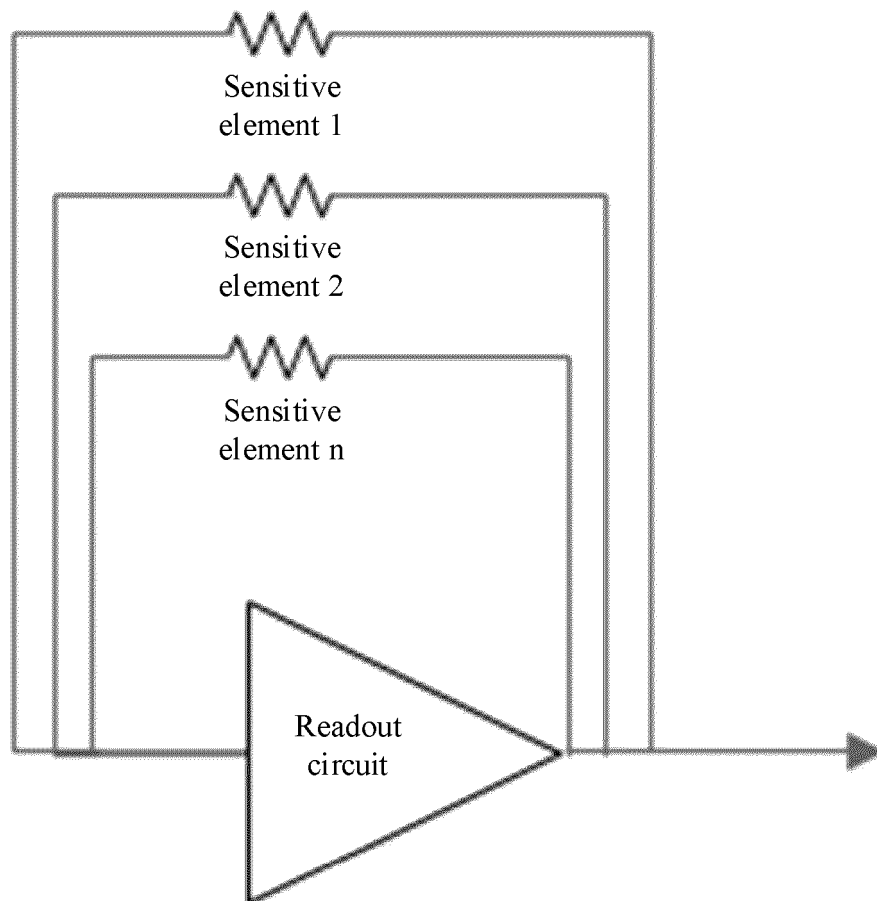 Sensitive
element 1
Sensitive
element 2
Sensitive
element n
Readout
circuit